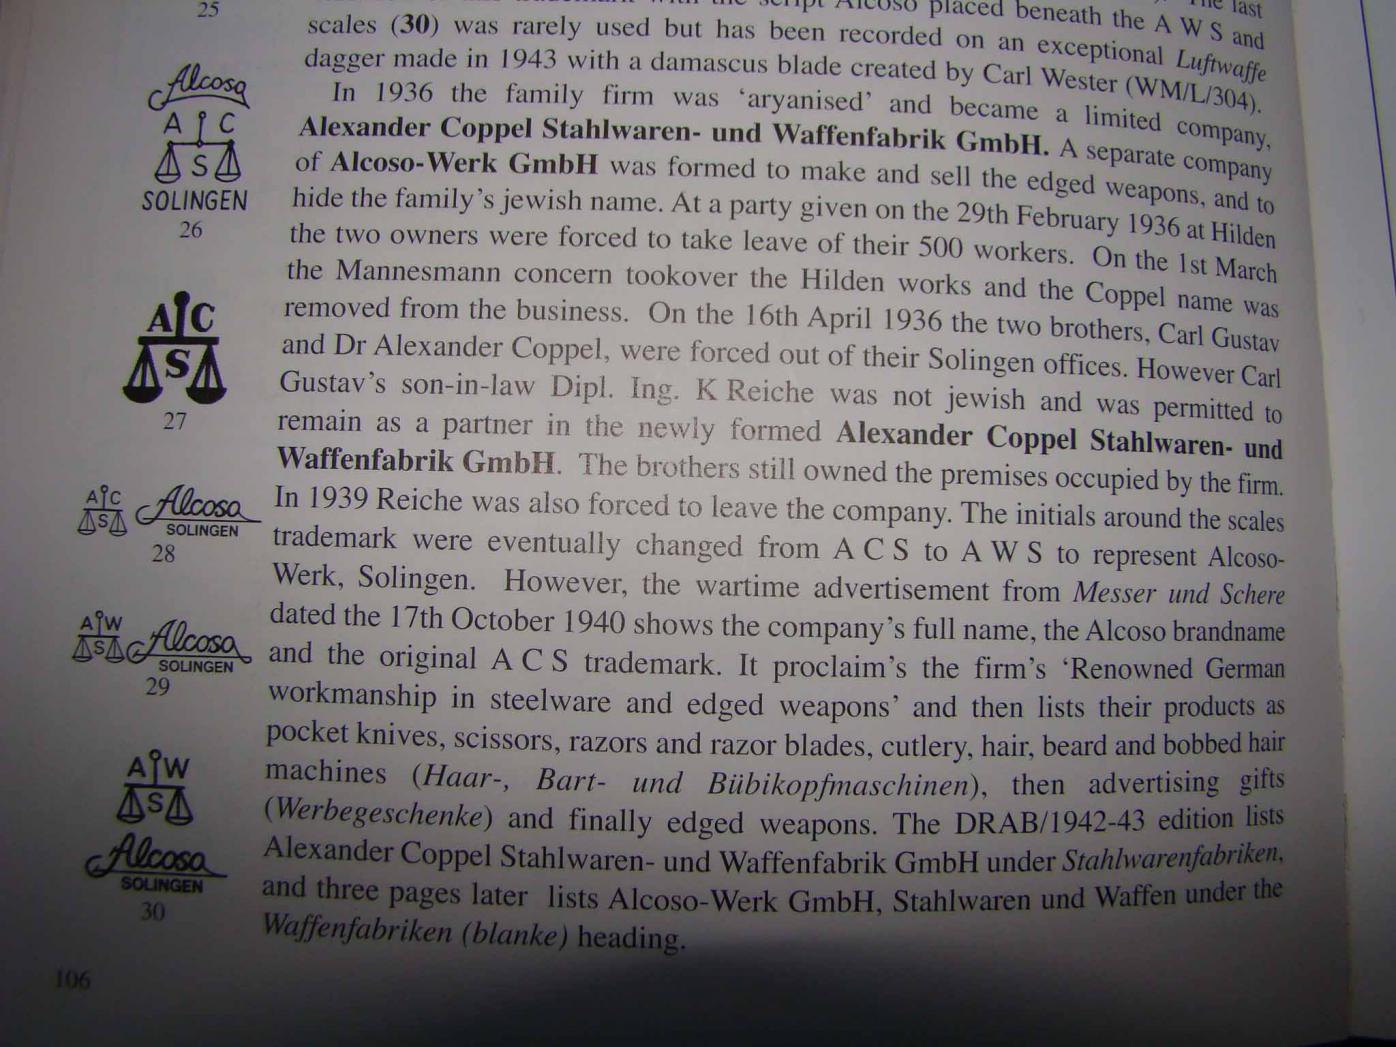 25
with the script Alcoso placed beneath the A W S and
scales (30) was rarely used but has been recorded on an exceptional Luftwaffe
dagger made in 1943 with a damascus blade created by Carl Wester (WM/L/304).
In 1936 the family firm was ‘aryanised’ and became a limited company,
Alexander Coppel Stahlwaren- und Waffenfabrik GmbH. A separate company
of Alcoso-Werk GmbH was formed to make and sell the edged weapons, and to
hide the family’s jewish name. At a party given on the 29th February 1936 at Hilden
the two owners were forced to take leave of their 500 workers. On the 1st March
the Mannesmann concern tookover the Hilden works and the Coppel name was
removed from the business. On the 16th April 1936 the two brothers, Carl Gustav
and Dr Alexander Coppel, were forced out of their Solingen offices. However Carl
Gustav’s son-in-law Dipl. Ing. K Reiche was not jewish and was permitted to
remain as a partner in the newly formed Alexander Coppel Stahlwaren- und
Waffenfabrik GmbH. The brothers still owned the premises occupied by the firm.
In 1939 Reiche was also forced to leave the company. The initials around the scales
trademark were eventually changed from A C S to A W S to represent Alcoso-
Werk, Solingen. However, the wartime advertisement from Messer und Schere
dated the 17th October 1940 shows the company’s full name, the Alcoso brandname
and the original A C S trademark. It proclaim’s the firm’s ‘Renowned German
workmanship in steelware and edged weapons’ and then lists their products as
pocket knives, scissors, razors and razor blades, cutlery, hair, beard and bobbed hair
machines (Haar-, Bart- und Bübikopfmaschinen), then advertising gifts
(Werbegeschenke) and finally edged weapons. The DRAB/1942-43 edition lists
Alexander Coppel Stahlwaren- und Waffenfabrik GmbH under Stahlwarenfabriken,
and three pages later lists Alcoso-Werk GmbH, Stahlwaren und Waffen under the
Waffenfabriken (blanke) heading.
Alcoso
A C
S
SOLINGEN
26
A C
S
27
A C
S
Alcoso
SOLINGEN
28
A W
S
Alcoso
SOLINGEN
29
A W
S
Alcoso
SOLINGEN
30
106